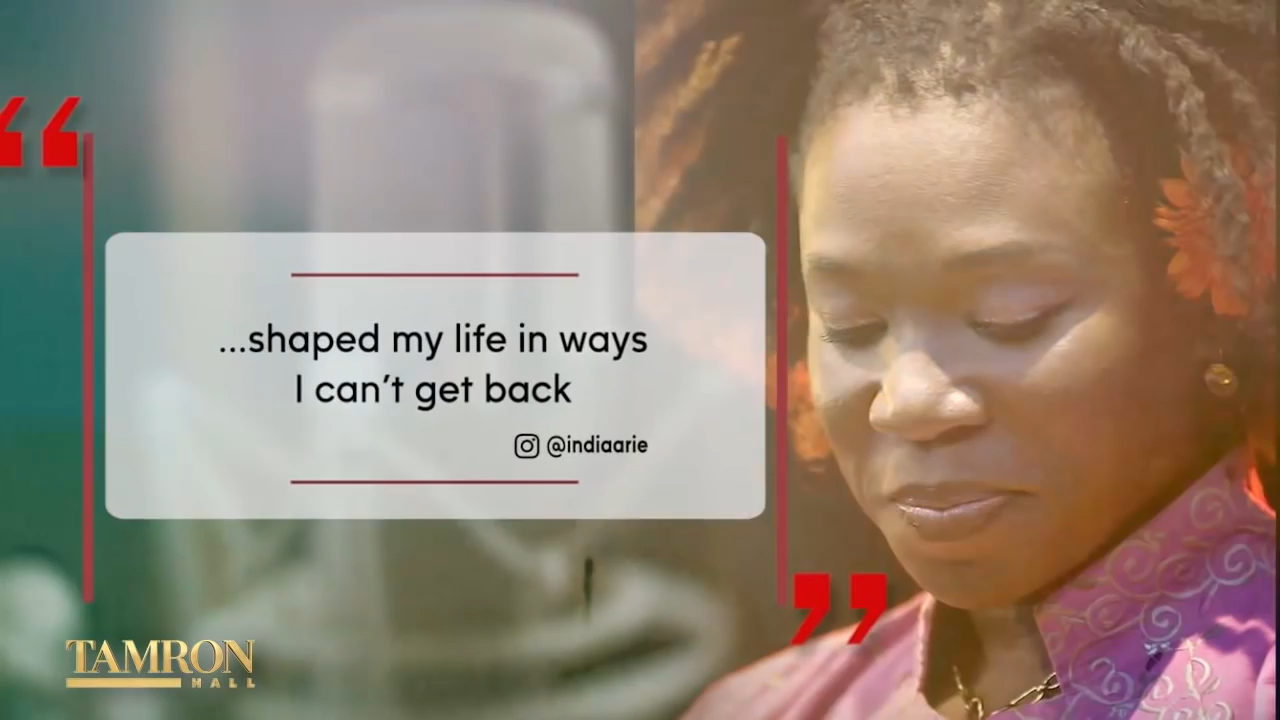 “
...shaped my life in ways
I can’t get back
@indiaarie
”
TAMRON
HALL